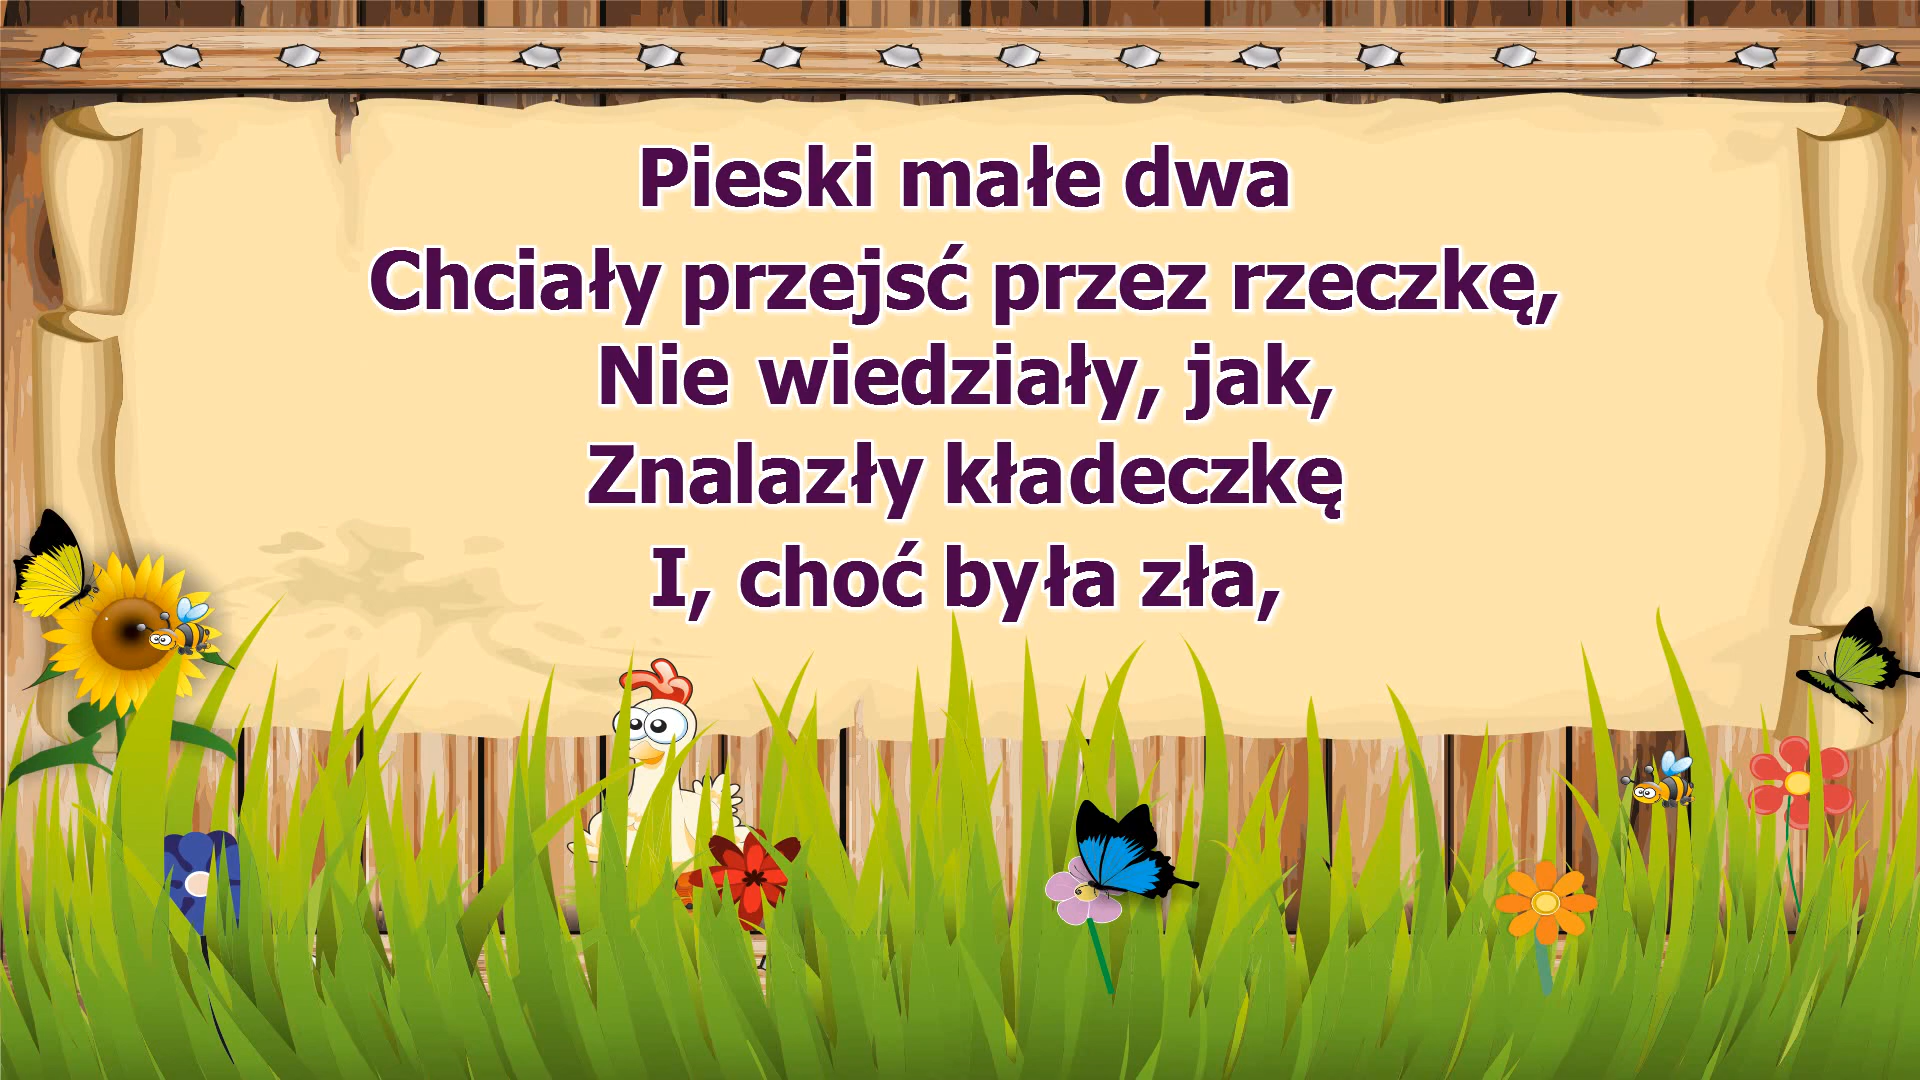 Pieski małe dwa
Chciały przejsć przez rzeczkę,
Nie wiedziały, jak,
Znalazły kładeczkę
I, choć była zła,